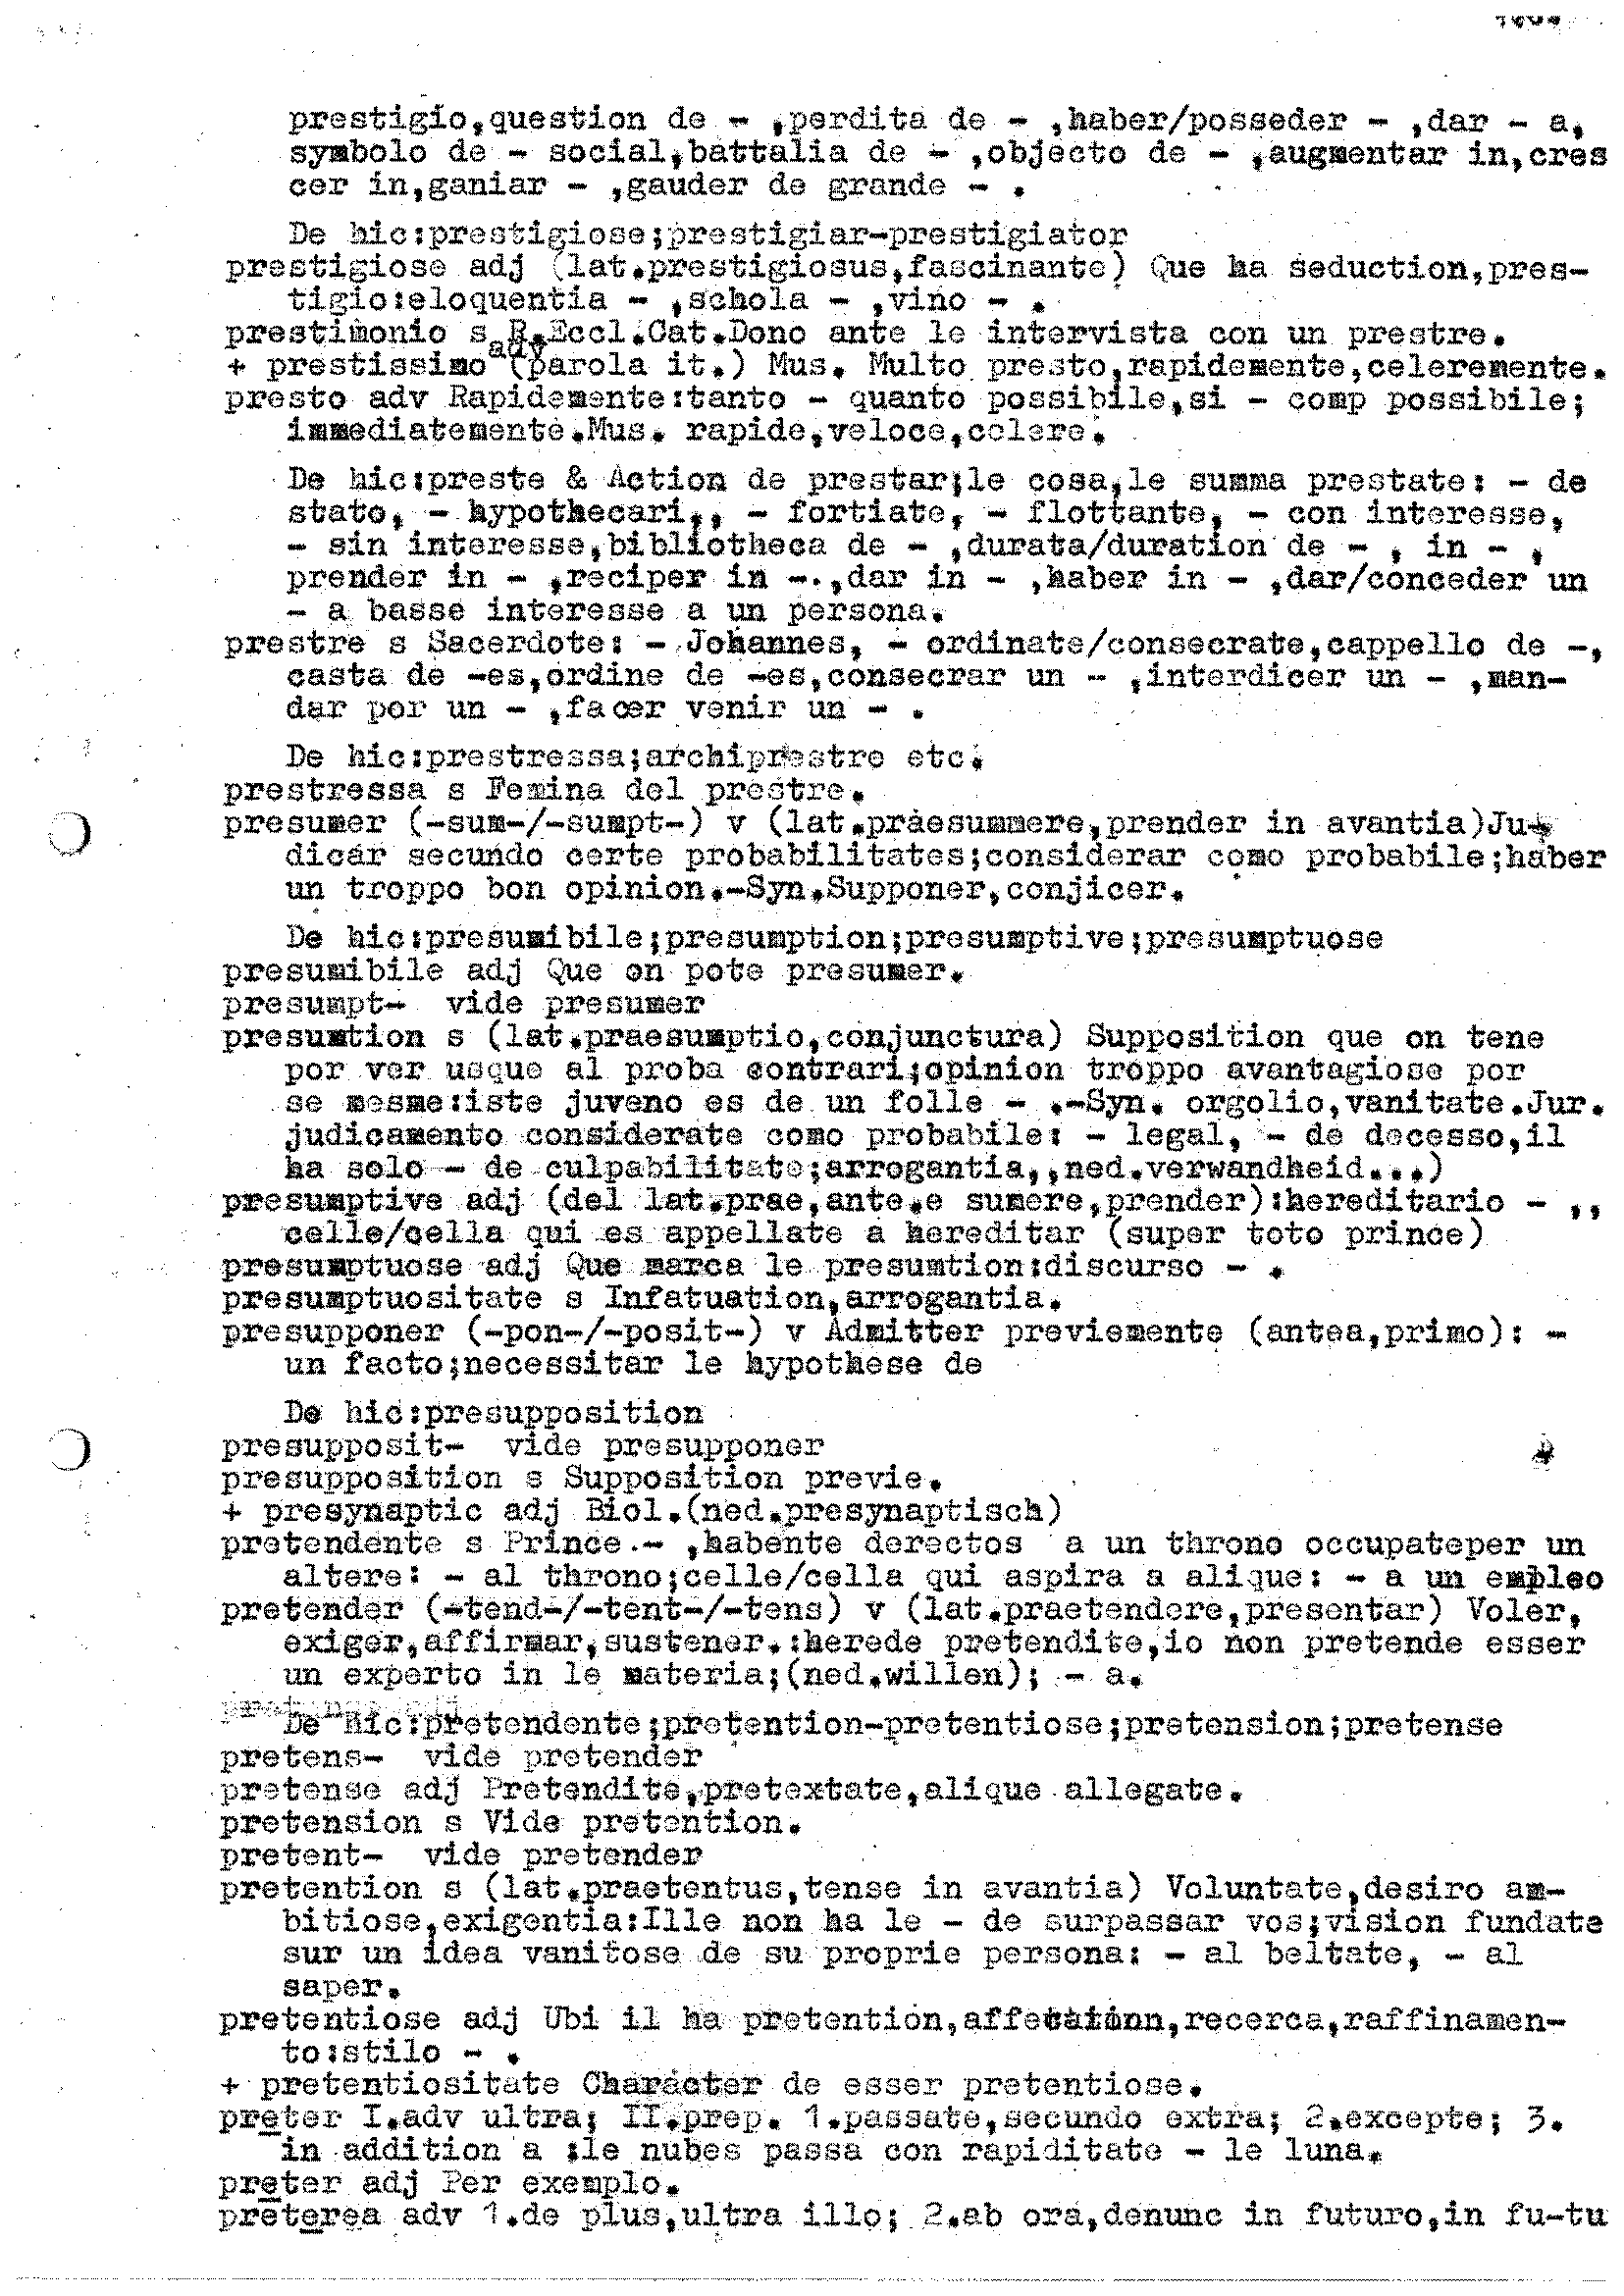 prestigio,question de - ,perdita de - ,haber/posseder - ,dar - a,
symbolo de - social,battalia de - ,objecto de - ,augmentar in,cres
cer in,ganiar - ,gauder de grande - .
De hic:prestigiose;prestigiar-prestigiator
prestigiose adj (lat.prestigiosus,fascinante) Que ha seduction,pres-
tigio:eloquentia - ,schola - ,vino - .
prestimonio s R.Eccl.Cat.Dono ante le intervista con un prestre.
+ prestissimo adv (parola it.) Mus. Multo presto,rapidemente,celeremente.
presto adv Rapidemente:tanto - quanto possibile,si - comp possibile;
immediatemente.Mus. rapide,veloce,celere.
De hic:preste & Action de prestar;le cosa,le summa prestate: - de
stato, - hypothecari,, - fortiate, - flottante, - con interesse,
- sin interesse,bibliotheca de - ,durata/duration de - , in - ,
prender in - ,reciper in -.,dar in - ,haber in - ,dar/conceder un
- a basse interesse a un persona.
prestre s Sacerdote: - Johannes, - ordinate/consecrate,cappello de -,
casta de -es,ordine de -es,consecrar un - ,interdicer un - ,man-
dar por un - ,facer venir un - .
De hic:prestressa;archiprestre etc.
prestressa s Femina del prestre.
presumer (-sum-/-sumpt-) v (lat.praesummere,prender in avantia)Ju-
dicar secundo certe probabilitates;considerar como probabile;haber
un troppo bon opinion.-Syn.Supponer,conjicer.
De hic:presumibile;presumption;presumptive;presumptuose
presumibile adj Que on pote presumer.
presumpt- vide presumer
presumtion s (lat.praesumptio,conjunctura) Supposition que on tene
por ver usque al proba contrari;opinion troppo avantagiose por
se mesme:iste juveno es de un folle - .-Syn. orgolio,vanitate.Jur.
judicamento considerate como probabile: - legal, - de decesso,il
ha solo - de culpabilitate;arrogantia,,ned.verwandheid...)
presumptive adj (del lat.prae,ante.e sumere,prender):hereditario - ,,
celle/cella qui es appellate a hereditar (super toto prince)
presumptuose adj Que marca le presumtion:discurso - .
presumptuositate s Infatuation,arrogantia.
presupponer (-pon-/-posit-) v Admitter previemente (antea,primo): -
un facto;necessitar le hypothese de
De hic:presupposition
presupposit- vide presupponer
presupposition s Supposition previe.
+ presynaptic adj Biol.(ned.presynaptisch)
pretendente s Prince.- ,habente derectos a un throno occupateper un
altere: - al throno;celle/cella qui aspira a alique: - a un empleo
pretender (-tend-/-tent-/-tens) v (lat.praetendere,presentar) Voler,
exiger,affirmar,sustener.:herede pretendite,io non pretende esser
un experto in le materia;(ned.willen); - a.
De hic:pretendente;pretention-pretentiose;pretension;pretense
pretens- vide pretender
pretense adj Pretendite,pretextate,alique allegate.
pretension s Vide pretention.
pretent- vide pretender
pretention s (lat.praetentus,tense in avantia) Voluntate,desiro am-
bitiose,exigentia:Ille non ha le - de surpassar vos;vision fundate
sur un idea vanitose de su proprie persona: - al beltate, - al
saper.
pretentiose adj Ubi il ha pretention, recerca,raffinamen-
to:stilo - .
+ pretentiositate Character de esser pretentiose.
preter I.adv ultra; II.prep. 1.passate,secundo extra; 2.excepte; 3.
in addition a :le nubes passa con rapiditate - le luna.
preter adj Per exemplo.
preterea adv 1.de plus,ultra illo; 2.ab ora,denunc in futuro,in fu-tu